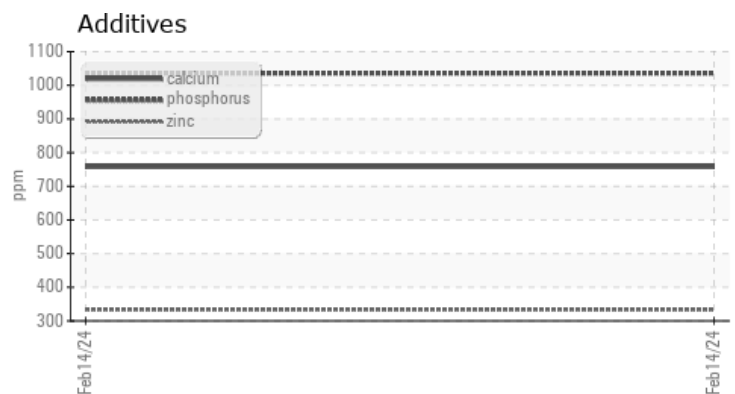 Additives
1100
1000
900
800
700
600
500
400
300
ppm
calcium
phosphorus
zinc
Feb14/24
Feb14/24